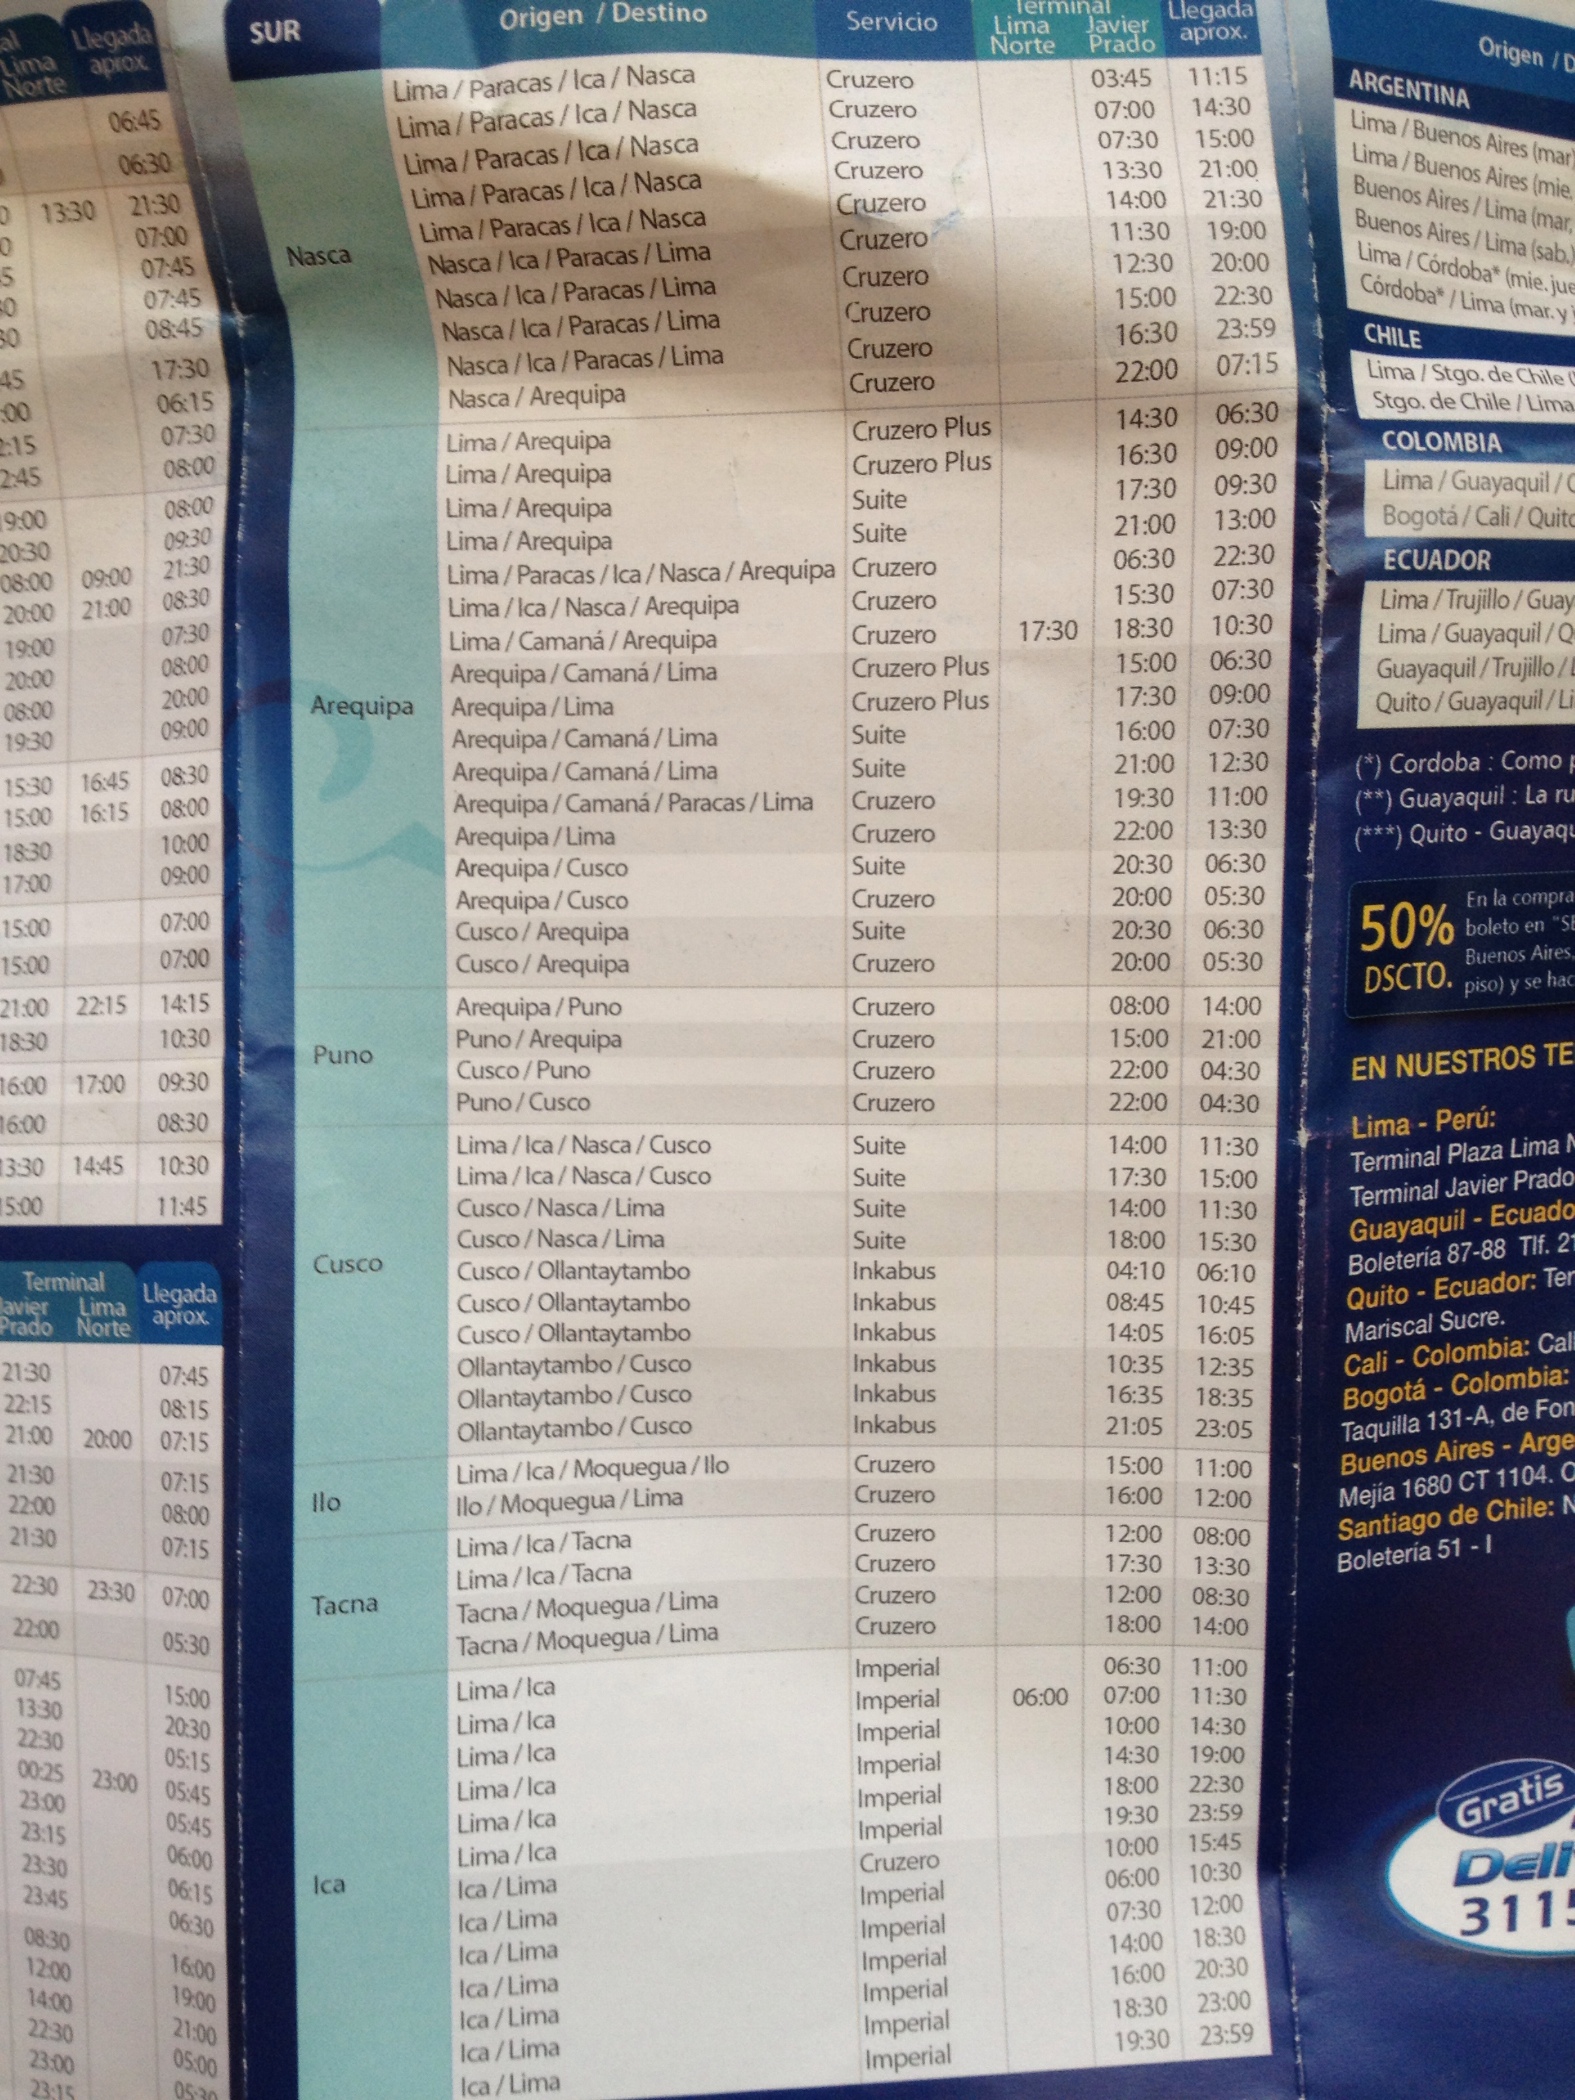 Lima Norte Llegada aprox.
06:45
06:30
13:30 21:30
07:00
07:45
07:45
08:45
17:30
06:15
07:30
08:00
19:00 08:00
20:30 09:30
08:00 09:00 21:30
20:00 21:00 08:30
19:00 07:30
20:00 08:00
08:00 20:00
19:30 09:00
15:30 16:45 08:30
15:00 16:15 08:00
18:30 10:00
17:00 09:00
15:00 07:00
15:00 07:00
21:00 22:15 14:15
18:30 10:30
16:00 17:00 09:30
16:00 08:30
13:30 14:45 10:30
15:00 11:45
Terminal
Javier Prado Lima Norte Llegada aprox.
21:30 07:45
22:15 08:15
21:00 20:00 07:15
21:30 07:15
22:00 08:00
21:30 07:15
22:30 23:30 07:00
22:00 05:30
07:45 15:00
13:30 20:30
22:30 05:15
00:25 23:00 05:45
23:00 05:45
23:15 06:00
23:30 06:15
23:45 06:30
08:30 16:00
12:00 19:00
14:00 21:00
22:30 05:00
23:00 05:30
23:15
SUR Origen / Destino Servicio Terminal Lima Norte Javier Prado Llegada aprox.
Nasca
Lima / Paracas / Ica / Nasca Cruzero 03:45 11:15
Lima / Paracas / Ica / Nasca Cruzero 07:00 14:30
Lima / Paracas / Ica / Nasca Cruzero 07:30 15:00
Lima / Paracas / Ica / Nasca Cruzero 13:30 21:00
Lima / Paracas / Ica / Nasca Cruzero 14:00 21:30
Nasca / Ica / Paracas / Lima Cruzero 11:30 19:00
Nasca / Ica / Paracas / Lima Cruzero 12:30 20:00
Nasca / Ica / Paracas / Lima Cruzero 15:00 22:30
Nasca / Ica / Paracas / Lima Cruzero 16:30 23:59
Nasca / Arequipa Cruzero 22:00 07:15
Arequipa
Lima / Arequipa Cruzero Plus 14:30 06:30
Lima / Arequipa Cruzero Plus 16:30 09:00
Lima / Arequipa Suite 17:30 09:30
Lima / Arequipa Suite 21:00 13:00
Lima / Paracas / Ica / Nasca / Arequipa Cruzero 06:30 22:30
Lima / Ica / Nasca / Arequipa Cruzero 15:30 07:30
Lima / Camaná / Arequipa Cruzero 17:30 18:30 10:30
Arequipa / Camaná / Lima Cruzero Plus 15:00 06:30
Arequipa / Lima Cruzero Plus 17:30 09:00
Arequipa / Camaná / Lima Suite 16:00 07:30
Arequipa / Camaná / Lima Suite 21:00 12:30
Arequipa / Camaná / Paracas / Lima Cruzero 19:30 11:00
Arequipa / Lima Cruzero 22:00 13:30
Arequipa / Cusco Suite 20:30 06:30
Arequipa / Cusco Cruzero 20:00 05:30
Cusco / Arequipa Suite 20:30 06:30
Cusco / Arequipa Cruzero 20:00 05:30
Puno
Arequipa / Puno Cruzero 08:00 14:00
Puno / Arequipa Cruzero 15:00 21:00
Cusco / Puno Cruzero 22:00 04:30
Puno / Cusco Cruzero 22:00 04:30
Cusco
Lima / Ica / Nasca / Cusco Suite 14:00 11:30
Lima / Ica / Nasca / Cusco Suite 17:30 15:00
Cusco / Nasca / Lima Suite 14:00 11:30
Cusco / Nasca / Lima Suite 18:00 15:30
Cusco / Ollantaytambo Inkabus 04:10 06:10
Cusco / Ollantaytambo Inkabus 08:45 10:45
Cusco / Ollantaytambo Inkabus 14:05 16:05
Ollantaytambo / Cusco Inkabus 10:35 12:35
Ollantaytambo / Cusco Inkabus 16:35 18:35
Ollantaytambo / Cusco Inkabus 21:05 23:05
Ilo
Lima / Ica / Moquegua / Ilo Cruzero 15:00 11:00
Ilo / Moquegua / Lima Cruzero 16:00 12:00
Tacna
Lima / Ica / Tacna Cruzero 12:00 08:00
Lima / Ica / Tacna Cruzero 17:30 13:30
Tacna / Moquegua / Lima Cruzero 12:00 08:30
Tacna / Moquegua / Lima Cruzero 18:00 14:00
Ica
Lima / Ica Imperial 06:30 11:00
Lima / Ica Imperial 06:00 07:00 11:30
Lima / Ica Imperial 10:00 14:30
Lima / Ica Imperial 14:30 19:00
Lima / Ica Imperial 18:00 22:30
Lima / Ica Imperial 19:30 23:59
Ica / Lima Cruzero 10:00 15:45
Ica / Lima Imperial 06:00 10:30
Ica / Lima Imperial 07:30 12:00
Ica / Lima Imperial 14:00 18:30
Ica / Lima Imperial 16:00 20:30
Ica / Lima Imperial 18:30 23:00
Ica / Lima Imperial 19:30 23:59
Origen / D
ARGENTINA
Lima / Buenos Aires (mar)
Lima / Buenos Aires (mie.
Buenos Aires / Lima (mar,
Buenos Aires / Lima (sab.)
Lima / Córdoba* (mie. jue
Córdoba* / Lima (mar. y
CHILE
Lima / Stgo. de Chile (
Stgo. de Chile / Lima
COLOMBIA
Lima / Guayaquil /
Bogotá / Cali / Quito
ECUADOR
Lima / Trujillo / Guay
Lima / Guayaquil / Q
Guayaquil / Trujillo / L
Quito / Guayaquil / Li
(*) Cordoba : Como p
(**) Guayaquil : La ru
(***) Quito - Guayaqu
50% DSCTO.
En la compra
boleto en "SE
Buenos Aires,
piso) y se hac
EN NUESTROS TE
Lima - Perú:
Terminal Plaza Lima N
Terminal Javier Prado
Guayaquil - Ecuado
Boletería 87-88 Tlf. 21
Quito - Ecuador: Ter
Mariscal Sucre.
Cali - Colombia: Cal
Bogotá - Colombia:
Taquilla 131-A, de Fon
Buenos Aires - Arge
Mejía 1680 CT 1104. O
Santiago de Chile: N
Boletería 51 - I
Gratis
Deli
3115